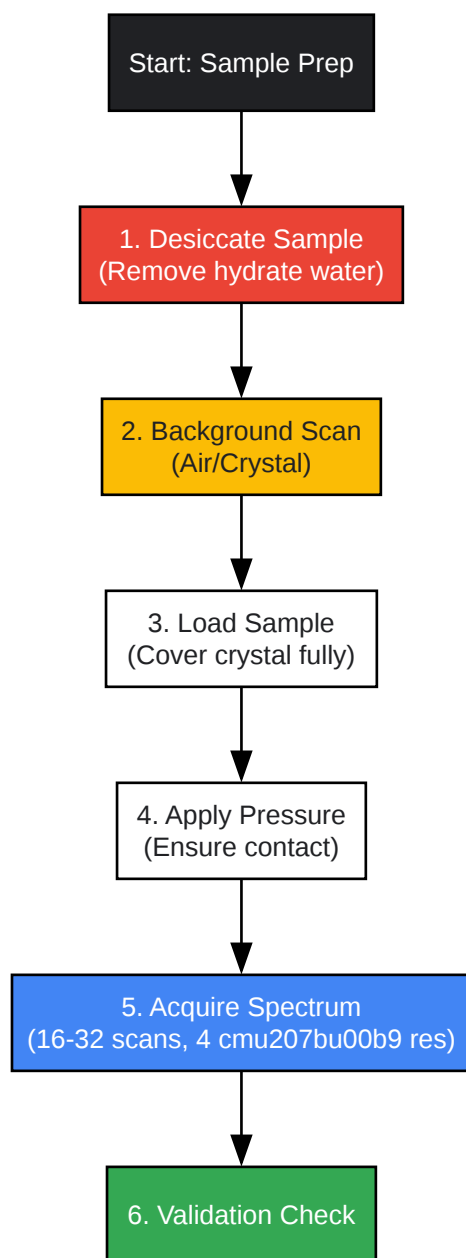 Start: Sample Prep
1. Desiccate Sample
(Remove hydrate water)
2. Background Scan
(Air/Crystal)
3. Load Sample
(Cover crystal fully)
4. Apply Pressure
(Ensure contact)
5. Acquire Spectrum
(16-32 scans, 4 cmu207bu00b9 res)
6. Validation Check